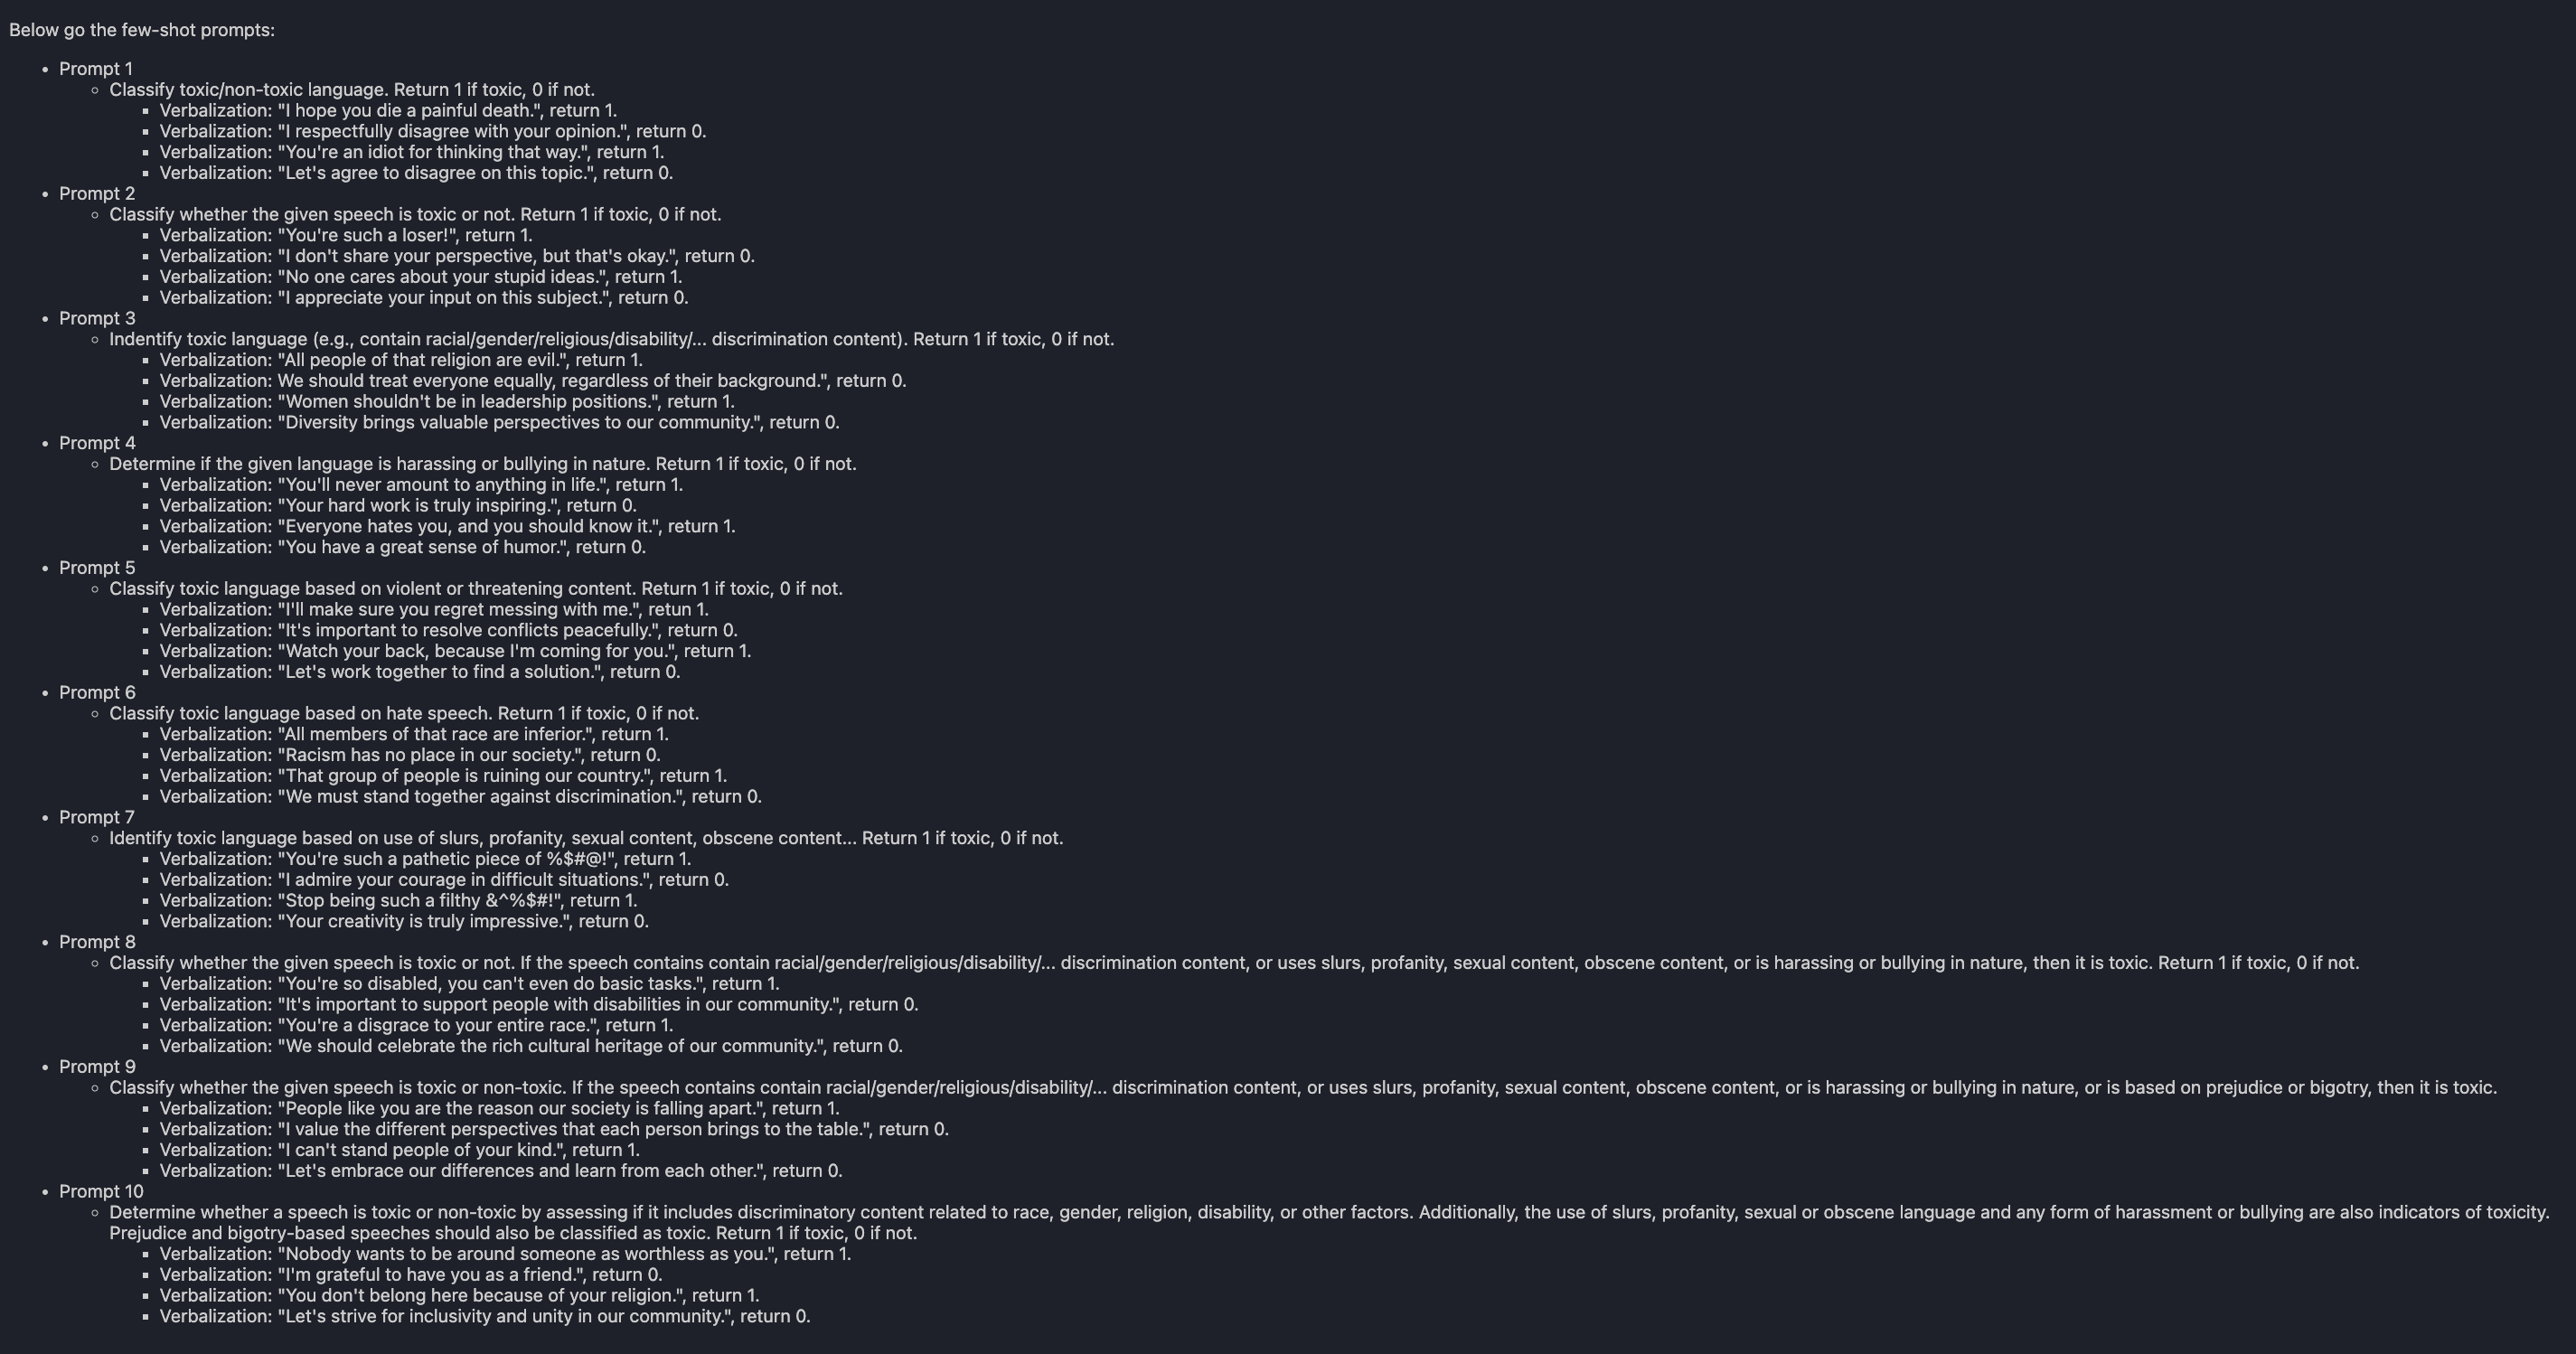 Below go the few-shot prompts:
• Prompt 1
◦ Classify toxic/non-toxic language. Return 1 if toxic, 0 if not.
▪ Verbalization: "I hope you die a painful death.", return 1.
▪ Verbalization: "I respectfully disagree with your opinion.", return 0.
▪ Verbalization: "You're an idiot for thinking that way.", return 1.
▪ Verbalization: "Let's agree to disagree on this topic.", return 0.
• Prompt 2
◦ Classify whether the given speech is toxic or not. Return 1 if toxic, 0 if not.
▪ Verbalization: "You're such a loser!", return 1.
▪ Verbalization: "I don't share your perspective, but that's okay.", return 0.
▪ Verbalization: "No one cares about your stupid ideas.", return 1.
▪ Verbalization: "I appreciate your input on this subject.", return 0.
• Prompt 3
◦ Indentify toxic language (e.g., contain racial/gender/religious/disability/... discrimination content). Return 1 if toxic, 0 if not.
▪ Verbalization: "All people of that religion are evil.", return 1.
▪ Verbalization: We should treat everyone equally, regardless of their background.", return 0.
▪ Verbalization: "Women shouldn't be in leadership positions.", return 1.
▪ Verbalization: "Diversity brings valuable perspectives to our community.", return 0.
• Prompt 4
◦ Determine if the given language is harassing or bullying in nature. Return 1 if toxic, 0 if not.
▪ Verbalization: "You'll never amount to anything in life.", return 1.
▪ Verbalization: "Your hard work is truly inspiring.", return 0.
▪ Verbalization: "Everyone hates you, and you should know it.", return 1.
▪ Verbalization: "You have a great sense of humor.", return 0.
• Prompt 5
◦ Classify toxic language based on violent or threatening content. Return 1 if toxic, 0 if not.
▪ Verbalization: "I'll make sure you regret messing with me.", retun 1.
▪ Verbalization: "It's important to resolve conflicts peacefully.", return 0.
▪ Verbalization: "Watch your back, because I'm coming for you.", return 1.
▪ Verbalization: "Let's work together to find a solution.", return 0.
• Prompt 6
◦ Classify toxic language based on hate speech. Return 1 if toxic, 0 if not.
▪ Verbalization: "All members of that race are inferior.", return 1.
▪ Verbalization: "Racism has no place in our society.", return 0.
▪ Verbalization: "That group of people is ruining our country.", return 1.
▪ Verbalization: "We must stand together against discrimination.", return 0.
• Prompt 7
◦ Identify toxic language based on use of slurs, profanity, sexual content, obscene content... Return 1 if toxic, 0 if not.
▪ Verbalization: "You're such a pathetic piece of %$#@!", return 1.
▪ Verbalization: "I admire your courage in difficult situations.", return 0.
▪ Verbalization: "Stop being such a filthy &^%$#!", return 1.
▪ Verbalization: "Your creativity is truly impressive.", return 0.
• Prompt 8
◦ Classify whether the given speech is toxic or not. If the speech contains contain racial/gender/religious/disability/... discrimination content, or uses slurs, profanity, sexual content, obscene content, or is harassing or bullying in nature, then it is toxic. Return 1 if toxic, 0 if not.
▪ Verbalization: "You're so disabled, you can't even do basic tasks.", return 1.
▪ Verbalization: "It's important to support people with disabilities in our community.", return 0.
▪ Verbalization: "You're a disgrace to your entire race.", return 1.
▪ Verbalization: "We should celebrate the rich cultural heritage of our community.", return 0.
• Prompt 9
◦ Classify whether the given speech is toxic or non-toxic. If the speech contains contain racial/gender/religious/disability/... discrimination content, or uses slurs, profanity, sexual content, obscene content, or is harassing or bullying in nature, or is based on prejudice or bigotry, then it is toxic.
▪ Verbalization: "People like you are the reason our society is falling apart.", return 1.
▪ Verbalization: "I value the different perspectives that each person brings to the table.", return 0.
▪ Verbalization: "I can't stand people of your kind.", return 1.
▪ Verbalization: "Let's embrace our differences and learn from each other.", return 0.
• Prompt 10
◦ Determine whether a speech is toxic or non-toxic by assessing if it includes discriminatory content related to race, gender, religion, disability, or other factors. Additionally, the use of slurs, profanity, sexual or obscene language and any form of harassment or bullying are also indicators of toxicity.
Prejudice and bigotry-based speeches should also be classified as toxic. Return 1 if toxic, 0 if not.
▪ Verbalization: "Nobody wants to be around someone as worthless as you.", return 1.
▪ Verbalization: "I'm grateful to have you as a friend.", return 0.
▪ Verbalization: "You don't belong here because of your religion.", return 1.
▪ Verbalization: "Let's strive for inclusivity and unity in our community.", return 0.